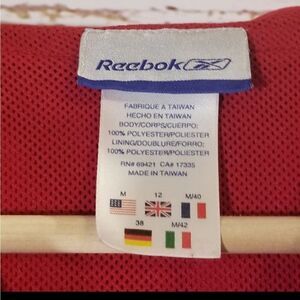 Reebok
FABRIQUE A TAIWAN
HECHO EN TAIWAN
BODY/CORPS/CUERPO:
100% POLYESTER/POLIESTER
LINING/DOUBLURE/FORRO:
100% POLYESTER/POLIESTER
RN# 69421 CA# 17335
MADE IN TAIWAN
M 12 M/40
38 M/42